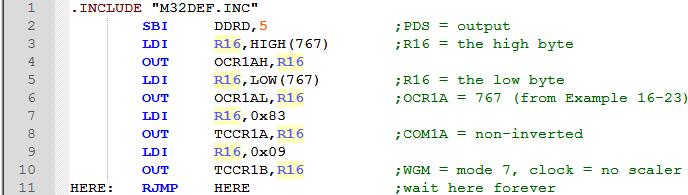 1 .INCLUDE "M32DEF.INC"
2 SBI DDRD,5 ;PDS = output
3 LDI R16,HIGH(767) ;R16 = the high byte
4 OUT OCR1AH,R16
5 LDI R16,LOW(767) ;R16 = the low byte
6 OUT OCR1AL,R16 ;OCR1A = 767 (from Example 16-23)
7 LDI R16,0x83
8 OUT TCCR1A,R16 ;COM1A = non-inverted
9 LDI R16,0x09
10 OUT TCCR1B,R16 ;WGM = mode 7, clock = no scaler
11 HERE: RJMP HERE ;wait here forever